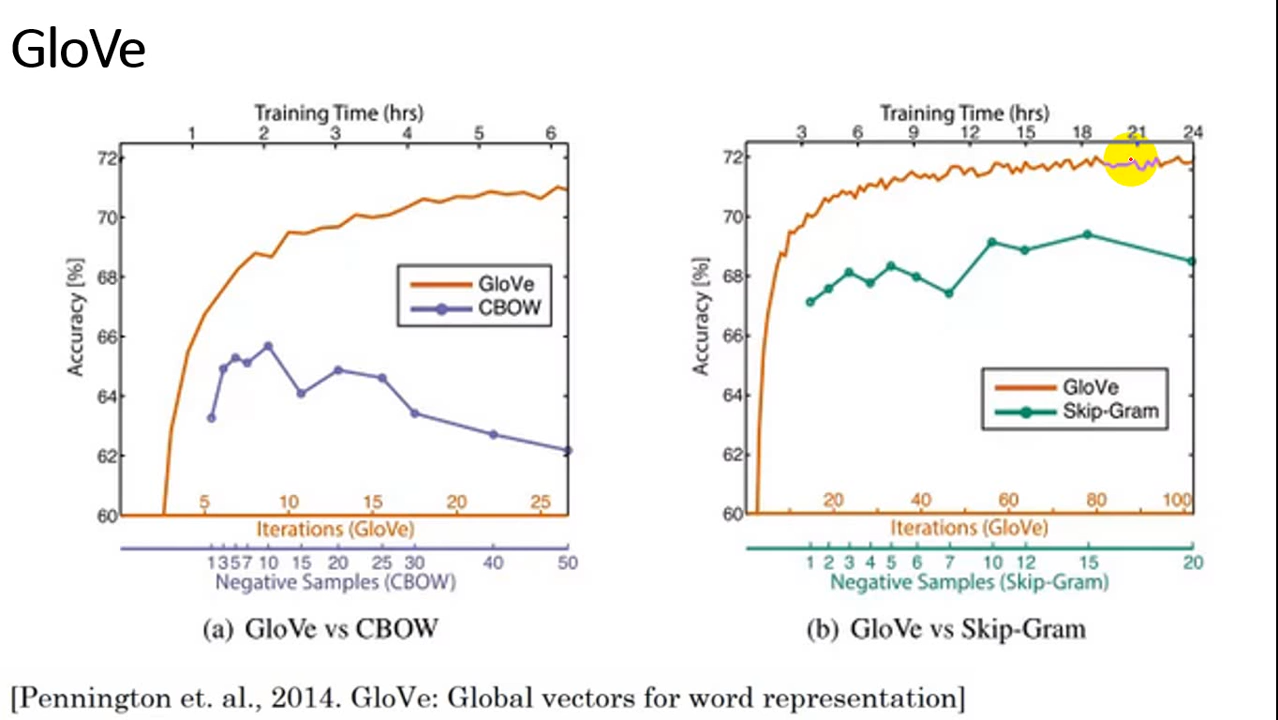 GloVe
Training Time (hrs)
1 2 3 4 5 6
72
70
68
66
64
62
60
Accuracy [%]
GloVe
CBOW
5 10 15 20 25
Iterations (GloVe)
1 3 5 7 10 15 20 25 30 40 50
Negative Samples (CBOW)
(a) GloVe vs CBOW
Training Time (hrs)
3 6 9 12 15 18 21 24
72
70
68
66
64
62
60
Accuracy [%]
GloVe
Skip-Gram
20 40 60 80 100
Iterations (GloVe)
1 2 3 4 5 6 7 10 12 15 20
Negative Samples (Skip-Gram)
(b) GloVe vs Skip-Gram
[Pennington et. al., 2014. GloVe: Global vectors for word representation]